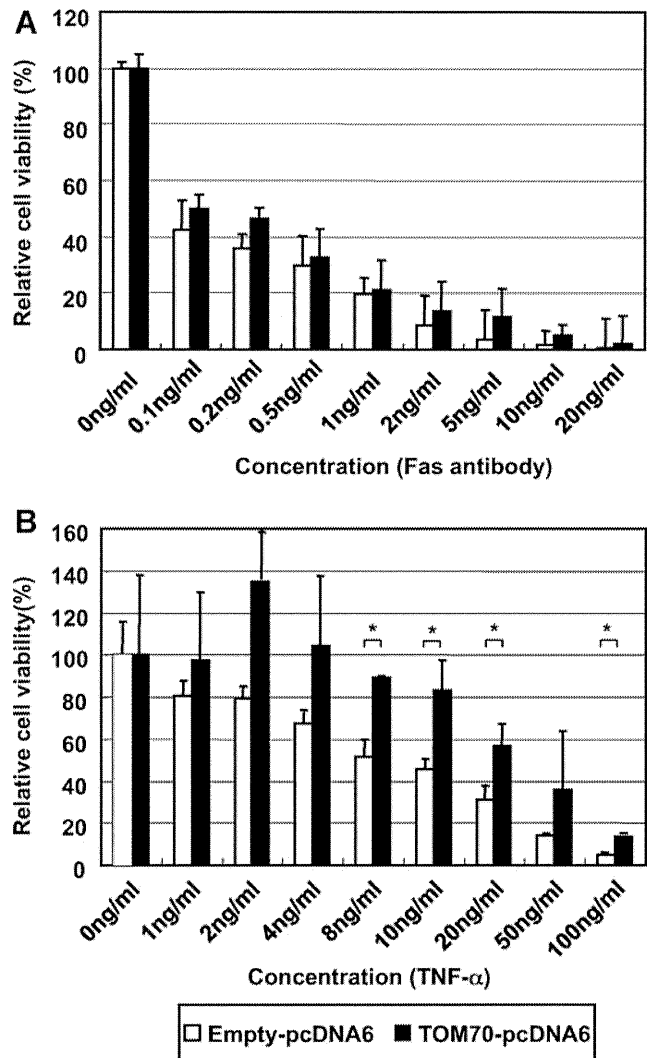 A
120
100
80
60
40
20
0
Relative cell viability (%)
0ng/ml
0.1ng/ml
0.2ng/ml
0.5ng/ml
1ng/ml
2ng/ml
5ng/ml
10ng/ml
20ng/ml
Concentration (Fas antibody)
B
160
140
120
100
80
60
40
20
0
Relative cell viability(%)
* * * *
0ng/ml
1ng/ml
2ng/ml
4ng/ml
8ng/ml
10ng/ml
20ng/ml
50ng/ml
100ng/ml
Concentration (TNF-α)
Empty-pcDNA6 TOM70-pcDNA6